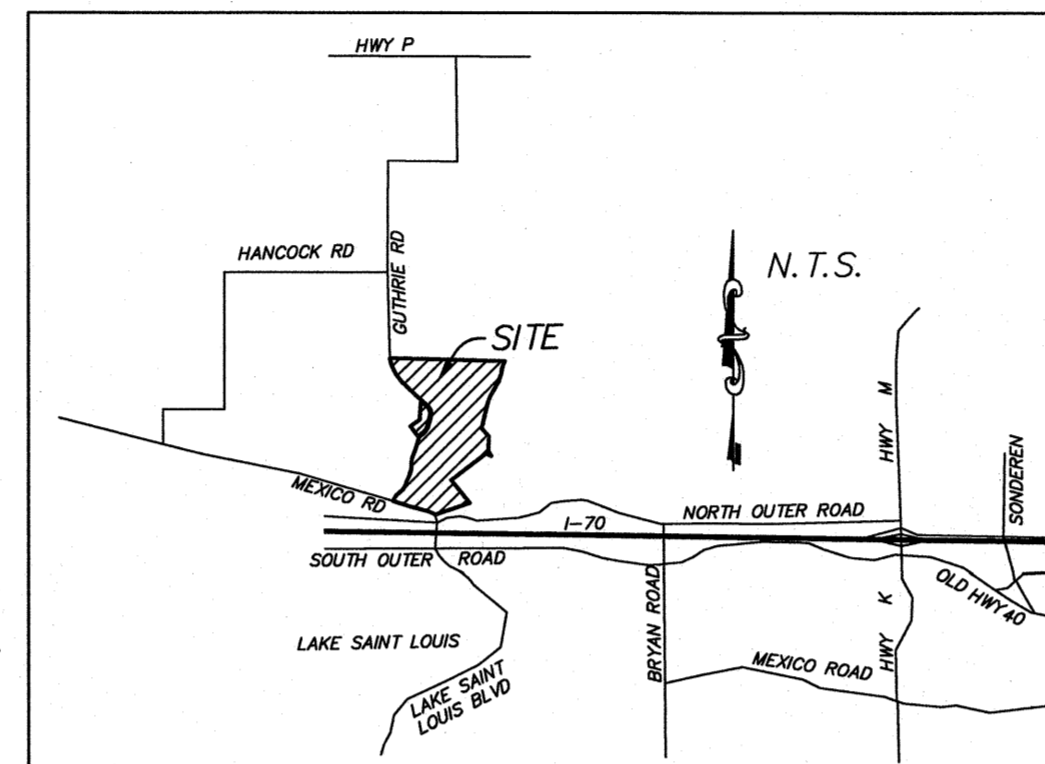 HWY P
HANCOCK RD
GUTHRIE RD
N.T.S.
SITE
HWY M
SONDEREN
MEXICO RD
NORTH OUTER ROAD
I-70
SOUTH OUTER ROAD
OLD HWY 40
BRYAN ROAD
HWY K
LAKE SAINT LOUIS
MEXICO ROAD
LAKE SAINT
LOUIS BLVD